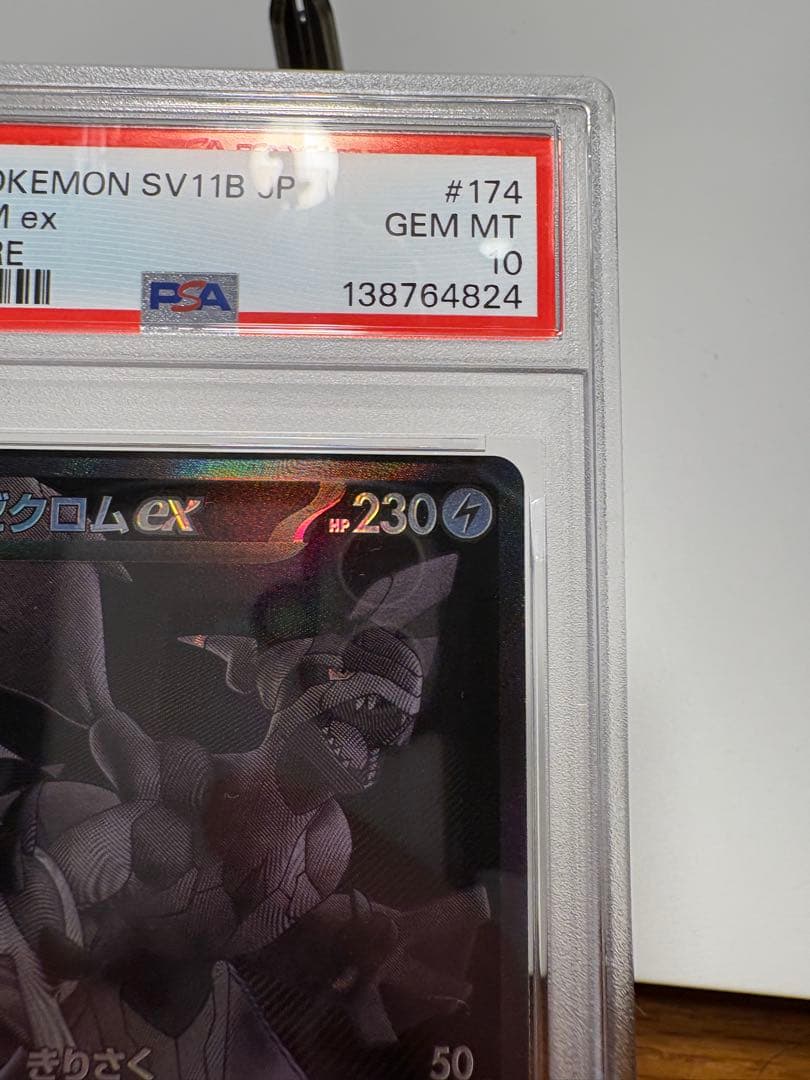 OKEMON SV11B JP #174
M ex GEM MT
RE 10
PSA 138764824
ゼクロムex HP230
きりさく 50